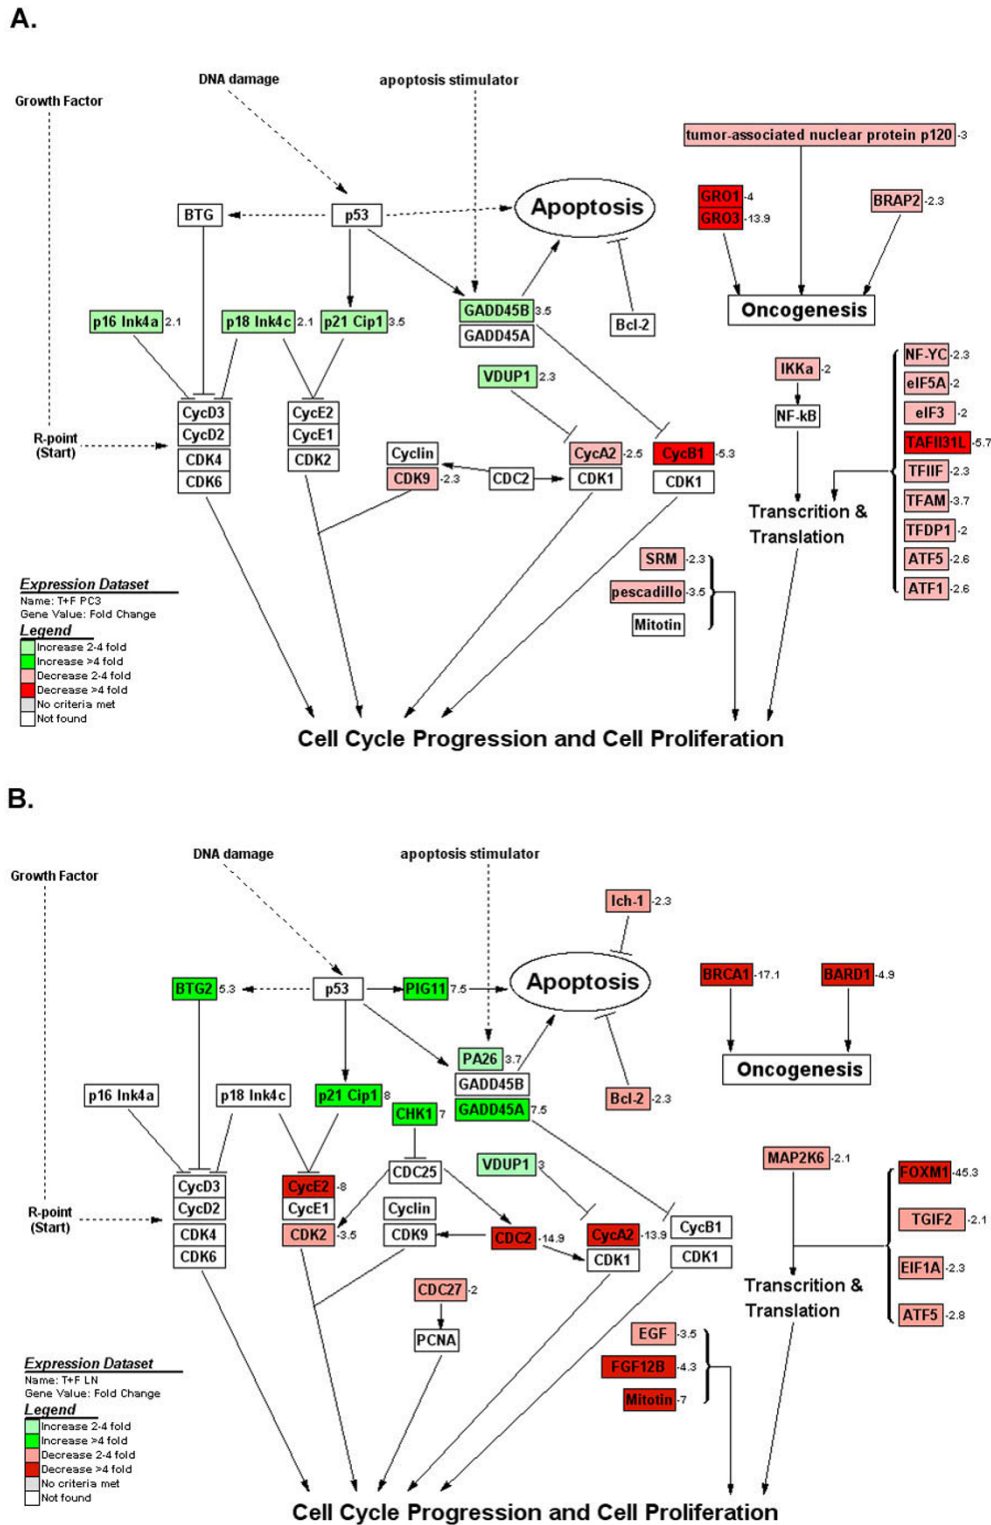 A.
DNA damage
apoptosis stimulator
Growth Factor
tumor-associated nuclear protein p120 -3
BTG
p53
Apoptosis
GRO1 -4
GRO3 -13.9
BRAP2 -2.3
Oncogenesis
p16 Ink4a 2.1
p18 Ink4c 2.1
p21 Cip1 3.5
GADD45B 3.5
GADD45A
Bcl-2
VDUP1 2.3
IKKa -2
NF-kB
NF-YC -2.3
eIF5A -2
eIF3 -2
TAFII31L -5.7
TFIIF -2.3
TFAM -3.7
TFDP1 -2
ATF5 -2.6
ATF1 -2.6
R-point
(Start)
CycD3
CycD2
CDK4
CDK6
CycE2
CycE1
CDK2
Cyclin
CDK9 -2.3
CDC2
CycA2 -2.5
CDK1
CycB1 -5.3
CDK1
Transcrition &
Translation
SRM -2.3
pescadillo -3.5
Mitotin
Expression Dataset
Name: T+F PC3
Gene Value: Fold Change
Legend
Increase 2-4 fold
Increase >4 fold
Decrease 2-4 fold
Decrease >4 fold
No criteria met
Not found
Cell Cycle Progression and Cell Proliferation
B.
DNA damage
apoptosis stimulator
Growth Factor
Ich-1 -2.3
BTG2 5.3
p53
PIG11 7.5
Apoptosis
BRCA1 -17.1
BARD1 -4.9
Oncogenesis
PA26 3.7
GADD45B
GADD45A 7.5
Bcl-2 -2.3
p16 Ink4a
p18 Ink4c
p21 Cip1 8
CHK1 7
CDC25
VDUP1 3
MAP2K6 -2.1
FOXM1 -45.3
TGIF2 -2.1
EIF1A -2.3
ATF5 -2.8
R-point
(Start)
CycD3
CycD2
CDK4
CDK6
CycE2 -8
CycE1
CDK2 -3.5
Cyclin
CDK9
CDC2 -14.9
CycA2 -13.9
CDK1
CycB1
CDK1
Transcrition &
Translation
CDC27 -2
PCNA
EGF -3.5
FGF12B -4.3
Mitotin -7
Expression Dataset
Name: T+F LN
Gene Value: Fold Change
Legend
Increase 2-4 fold
Increase >4 fold
Decrease 2-4 fold
Decrease >4 fold
No criteria met
Not found
Cell Cycle Progression and Cell Proliferation